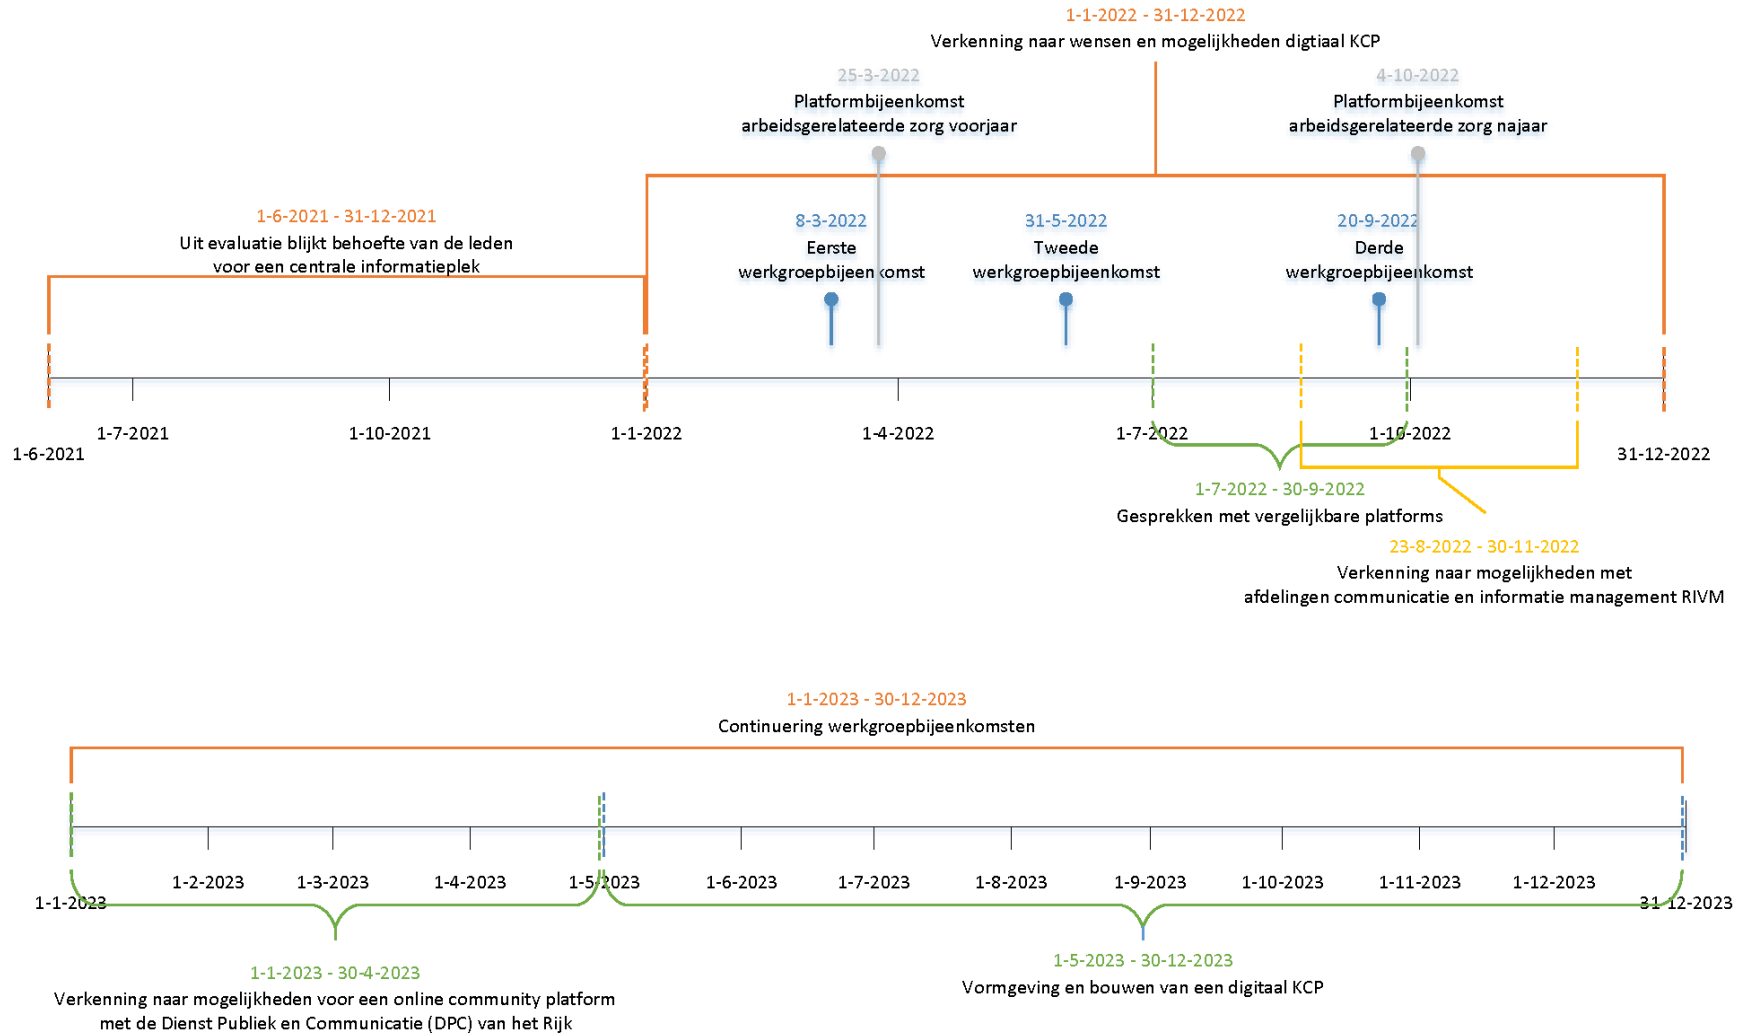 1-1-2022 - 31-12-2022
Verkenning naar wensen en mogelijkheden digtiaal KCP
25-3-2022
Platformbijeenkomst
arbeidsgerelateerde zorg voorjaar
4-10-2022
Platformbijeenkomst
arbeidsgerelateerde zorg najaar
1-6-2021 - 31-12-2021
Uit evaluatie blijkt behoefte van de leden
voor een centrale informatieplek
8-3-2022
Eerste
werkgroepbijeenkomst
31-5-2022
Tweede
werkgroepbijeenkomst
20-9-2022
Derde
werkgroepbijeenkomst
1-6-2021
1-7-2021
1-10-2021
1-1-2022
1-4-2022
1-7-2022
1-10-2022
31-12-2022
1-7-2022 - 30-9-2022
Gesprekken met vergelijkbare platforms
23-8-2022 - 30-11-2022
Verkenning naar mogelijkheden met
afdelingen communicatie en informatie management RIVM
1-1-2023 - 30-12-2023
Continuering werkgroepbijeenkomsten
1-1-2023
1-2-2023
1-3-2023
1-4-2023
1-5-2023
1-6-2023
1-7-2023
1-8-2023
1-9-2023
1-10-2023
1-11-2023
1-12-2023
31-12-2023
1-1-2023 - 30-4-2023
Verkenning naar mogelijkheden voor een online community platform
met de Dienst Publiek en Communicatie (DPC) van het Rijk
1-5-2023 - 30-12-2023
Vormgeving en bouwen van een digitaal KCP